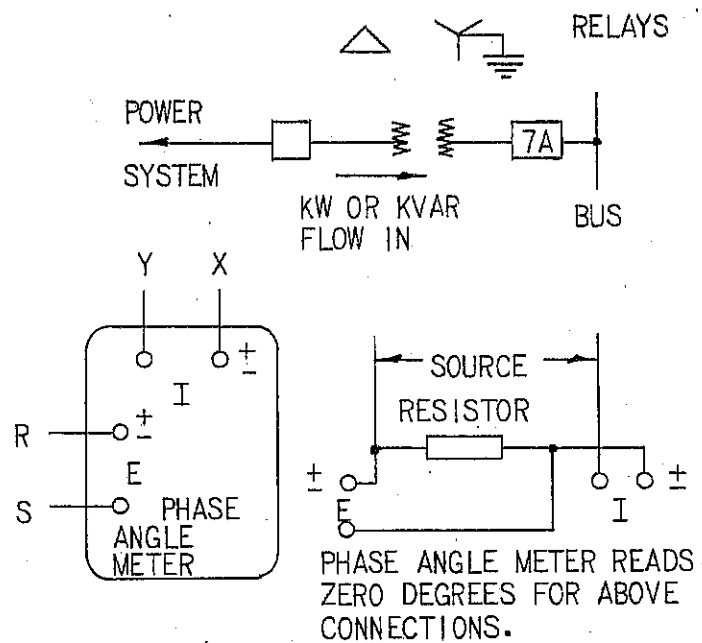 RELAYS
POWER
SYSTEM
7A
KW OR KVAR
FLOW IN
BUS
Y X
I ±
R ±
E
S PHASE
ANGLE
METER
SOURCE
RESISTOR
± ±
E I
PHASE ANGLE METER READS
ZERO DEGREES FOR ABOVE
CONNECTIONS.